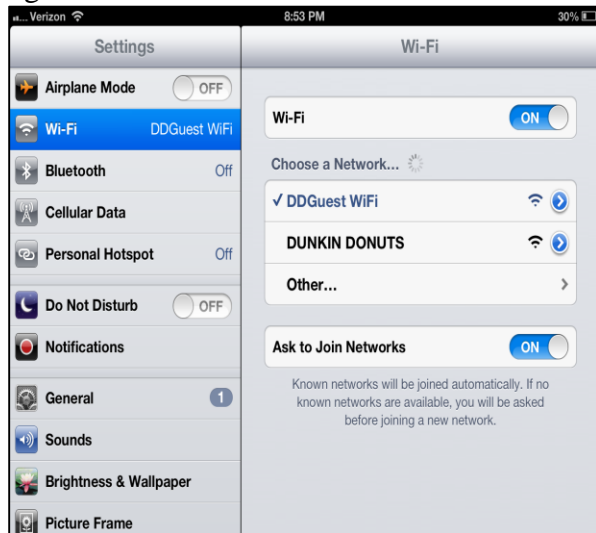 ... Verizon 8:53 PM 30%
Settings
Wi-Fi
Airplane Mode OFF
Wi-Fi DDGuest WiFi
Bluetooth Off
Cellular Data
Personal Hotspot Off
Do Not Disturb OFF
Notifications
General 1
Sounds
Brightness & Wallpaper
Picture Frame
Wi-Fi ON
Choose a Network...
✓ DDGuest WiFi
DUNKIN DONUTS
Other...
Ask to Join Networks ON
Known networks will be joined automatically. If no
known networks are available, you will be asked
before joining a new network.